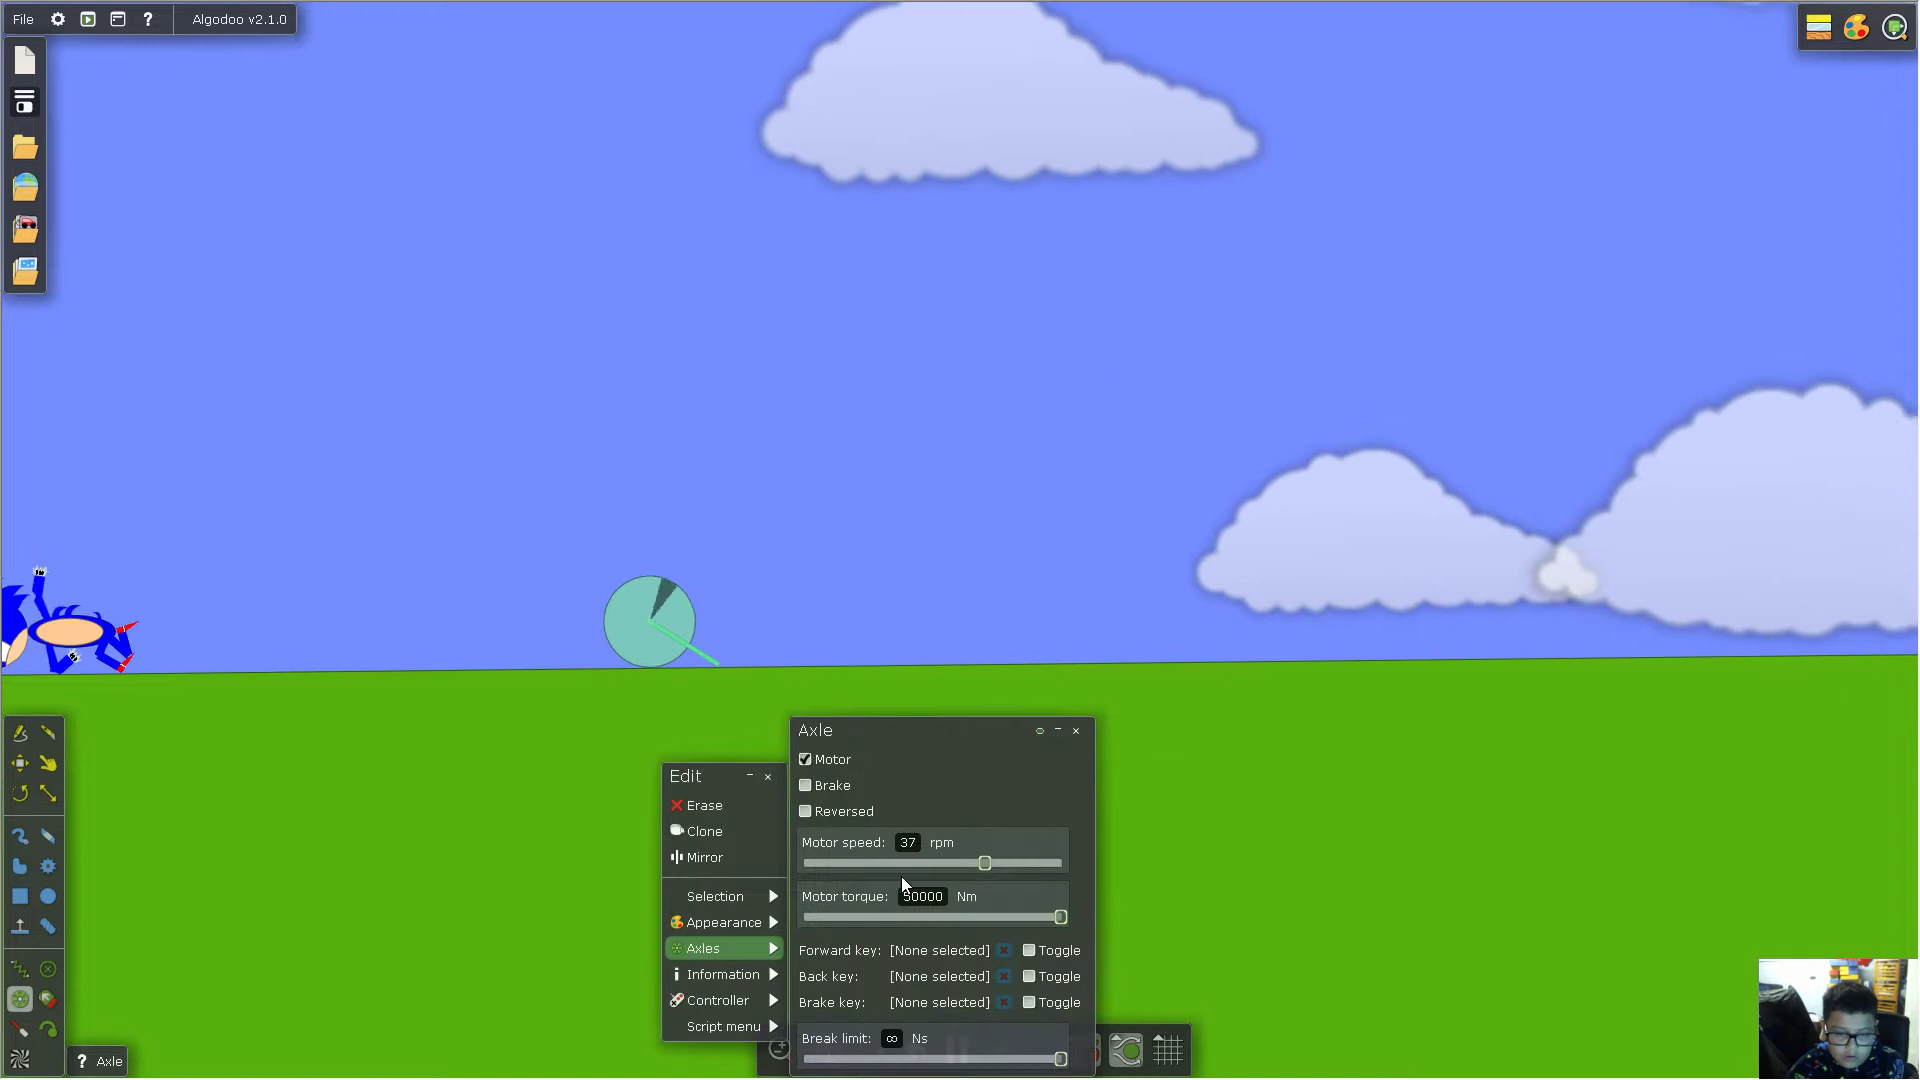 File ? Algodoo v2.1.0
Axle
Motor
Brake
Reversed
Motor speed: 37 rpm
Motor torque: 50000 Nm
Forward key: [None selected] Toggle
Back key: [None selected] Toggle
Brake key: [None selected] Toggle
Break limit: ∞ Ns
Edit
Erase
Clone
Mirror
Selection
Appearance
Axles
Information
Controller
Script menu
? Axle